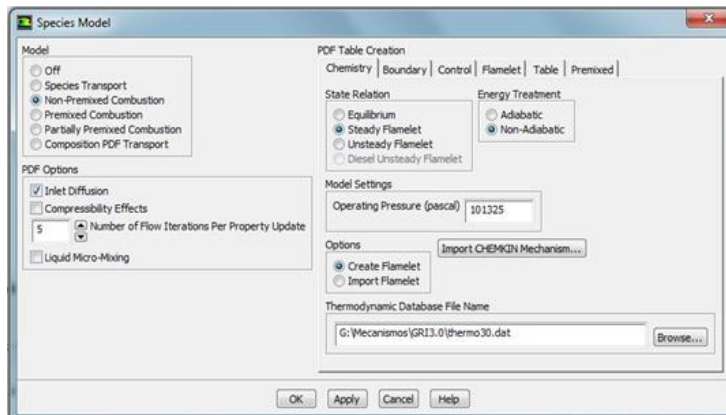 Species Model
Model
Off
Species Transport
Non-Premixed Combustion
Premixed Combustion
Partially Premixed Combustion
Composition PDF Transport
PDF Options
Inlet Diffusion
Compressibility Effects
5 Number of Flow Iterations Per Property Update
Liquid Micro-Mixing
PDF Table Creation
Chemistry Boundary Control Flamelet Table Premixed
State Relation
Equilibrium
Steady Flamelet
Unsteady Flamelet
Diesel Unsteady Flamelet
Energy Treatment
Adiabatic
Non-Adiabatic
Model Settings
Operating Pressure (pascal) 101325
Options
Create Flamelet
Import Flamelet
Import CHEMKIN Mechanism...
Thermodynamic Database File Name
G:\Mecanismos\GRI3.0\thermo30.dat
Browse...
OK Apply Cancel Help